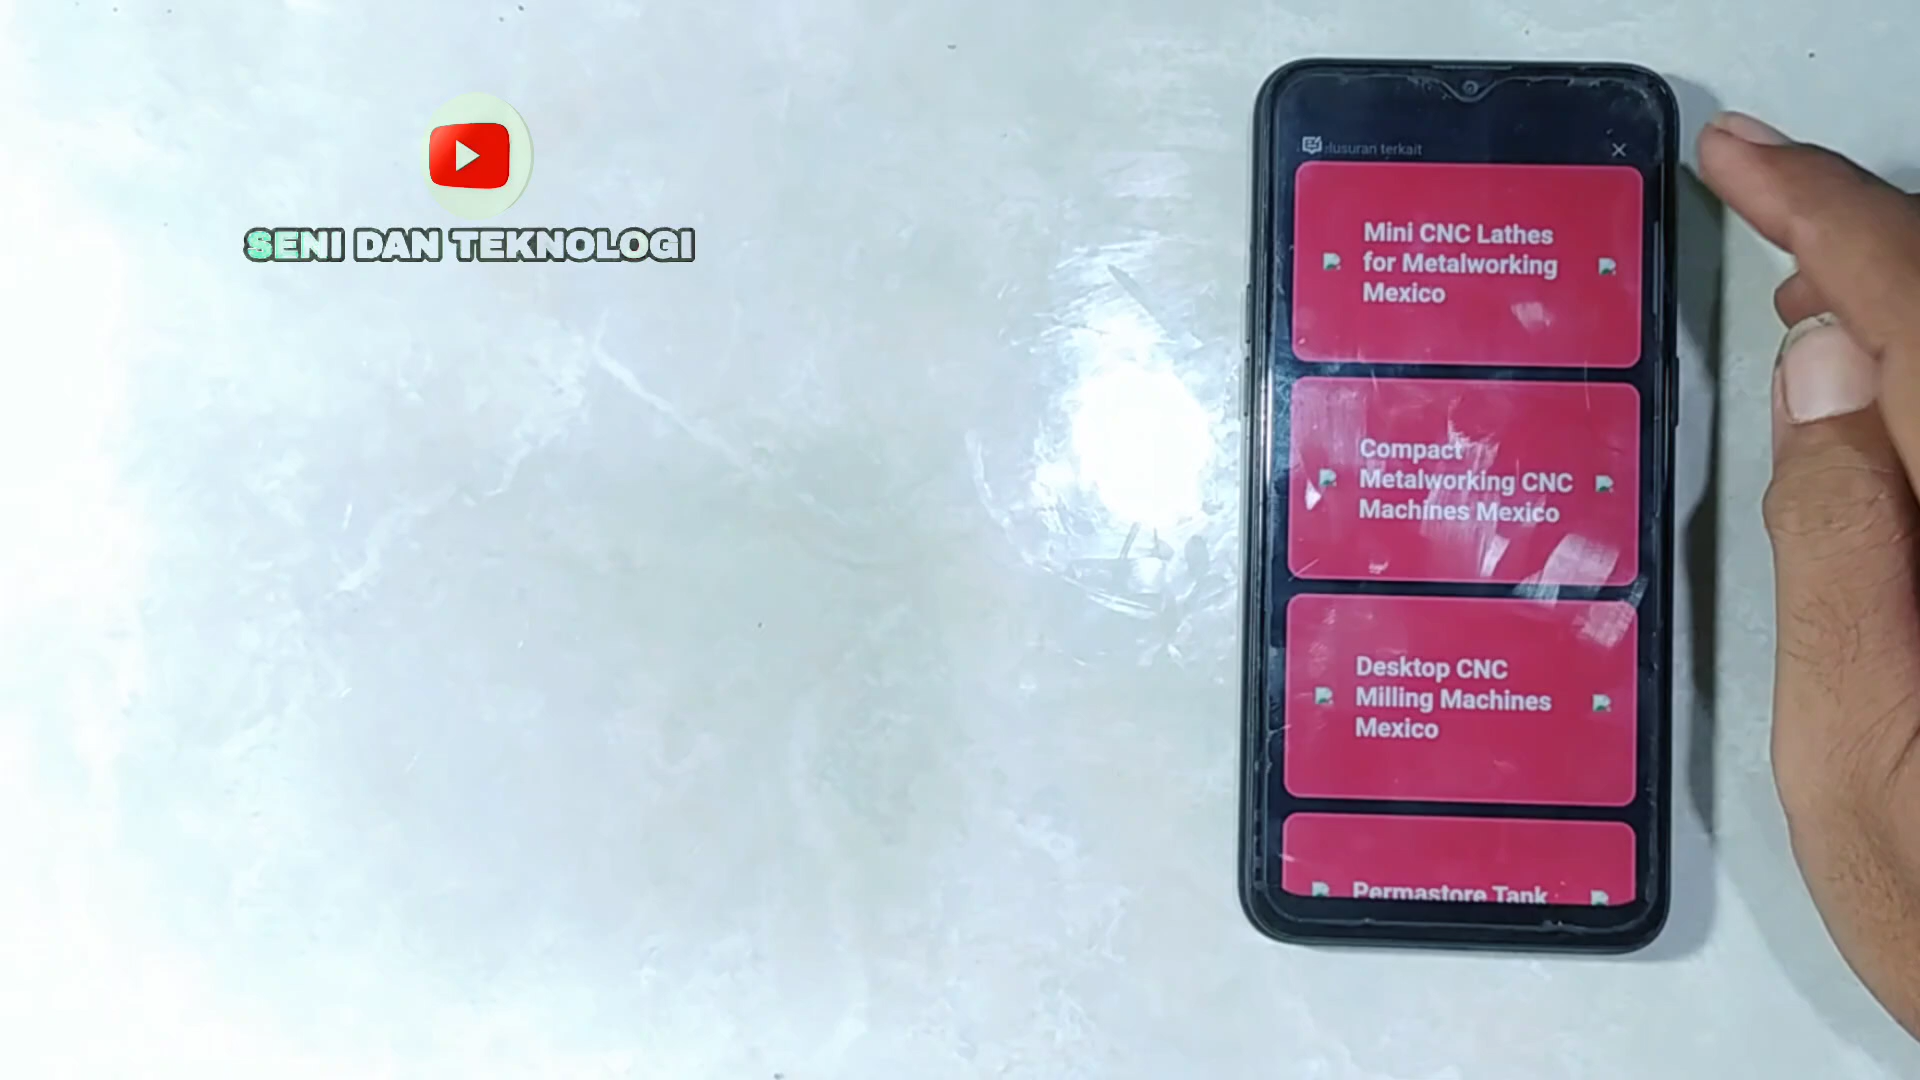 SENI DAN TEKNOLOGI
lusuran terkait
Mini CNC Lathes
for Metalworking
Mexico
Compact
Metalworking CNC
Machines Mexico
Desktop CNC
Milling Machines
Mexico
Permastore Tank